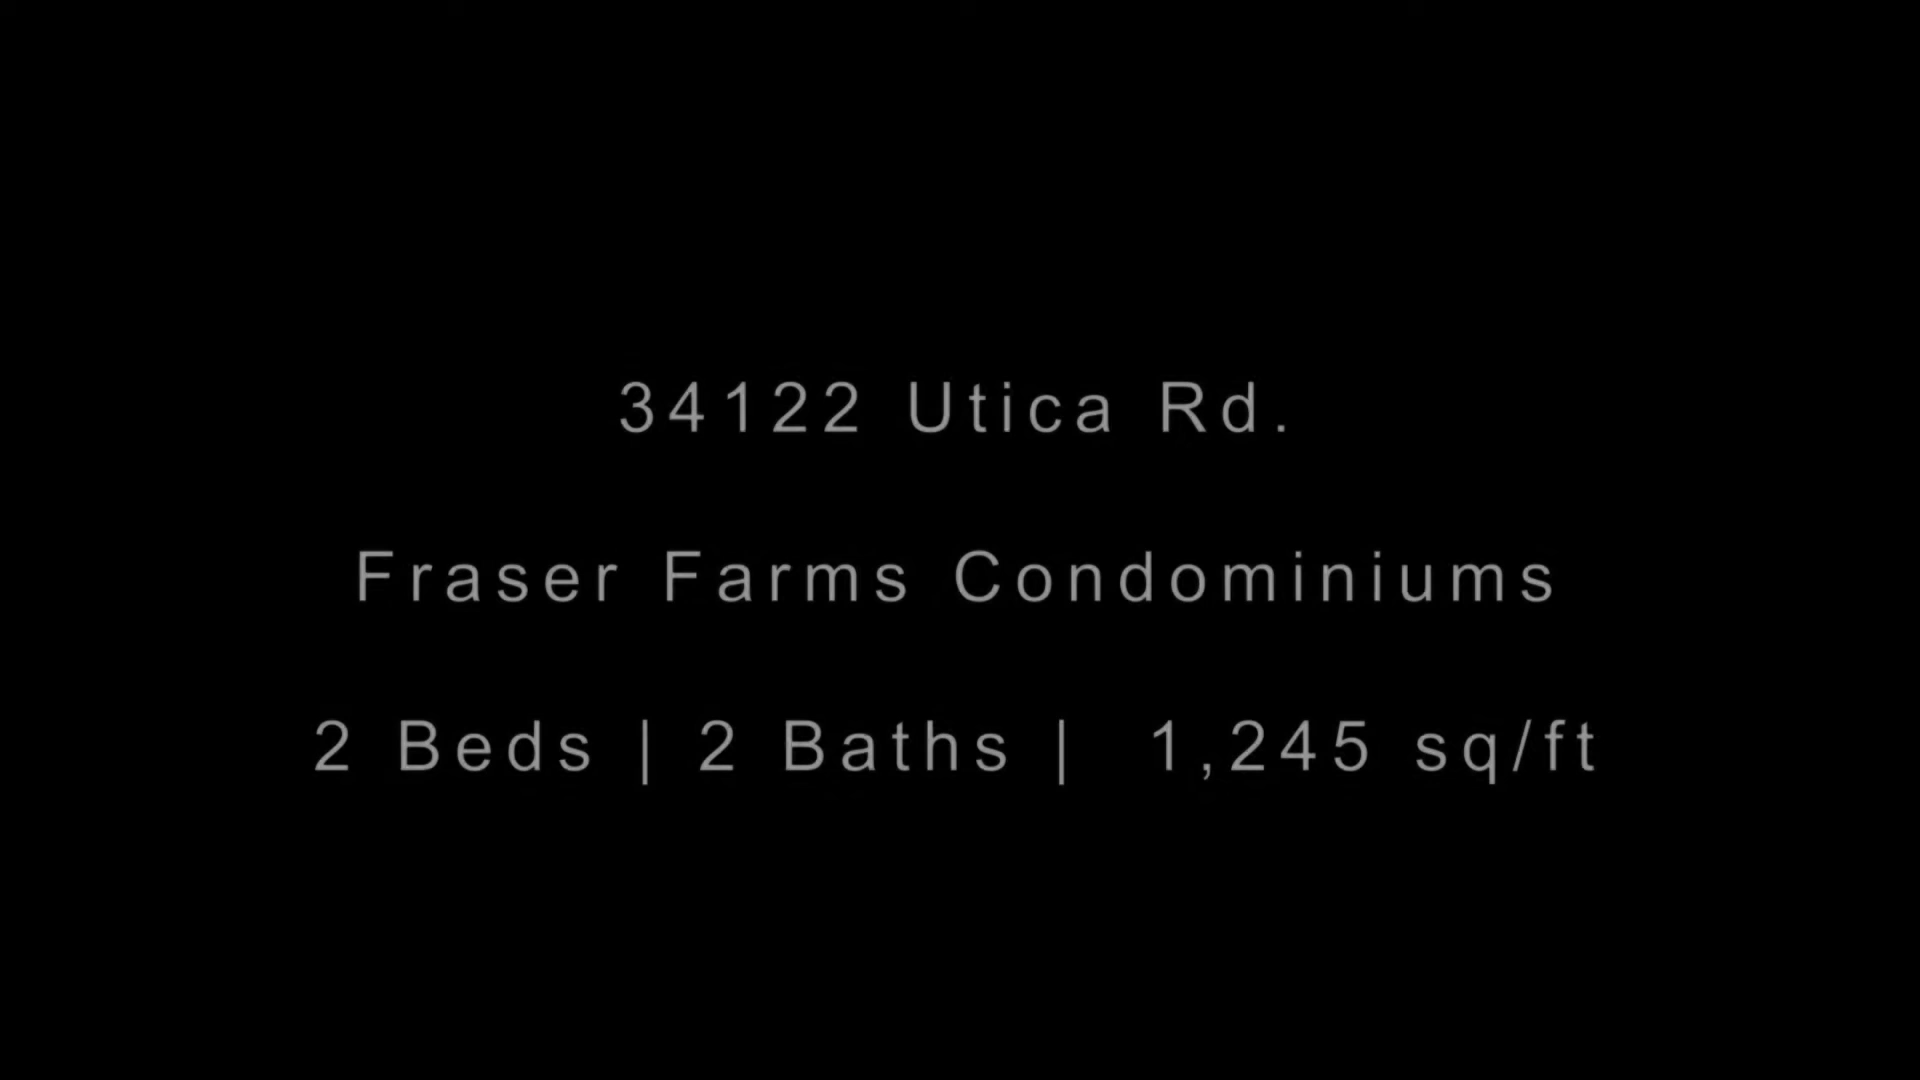 34122 Utica Rd.
Fraser Farms Condominiums
2 Beds | 2 Baths | 1,245 sq/ft